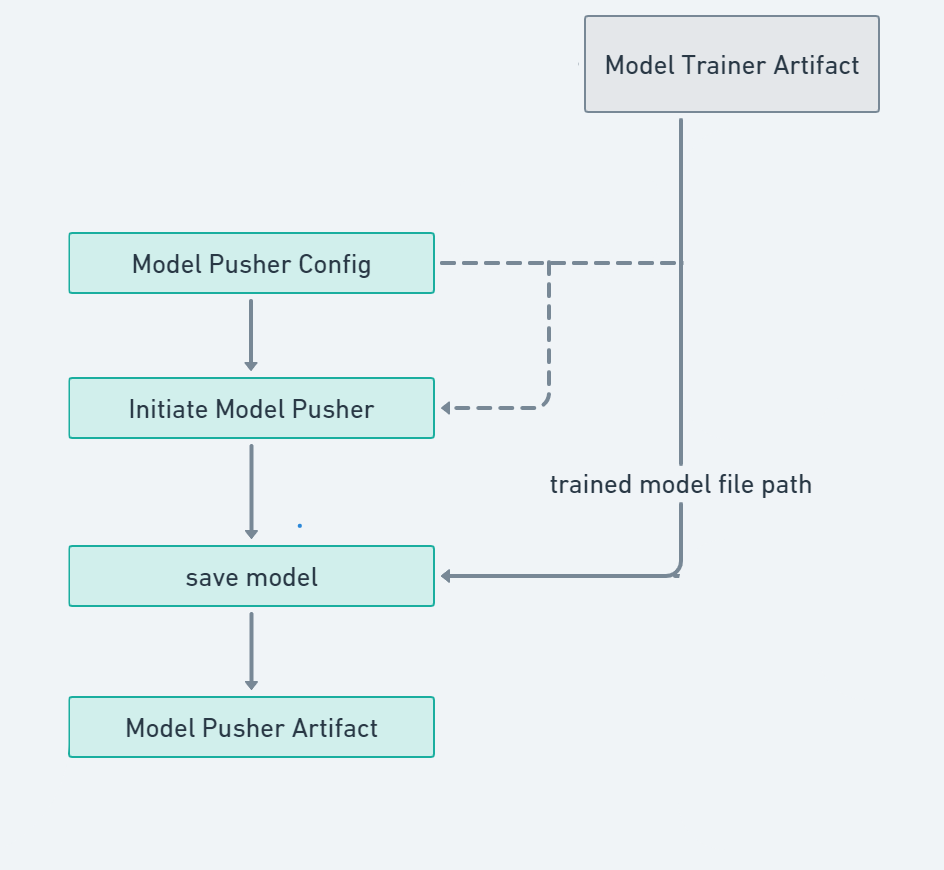 Model Trainer Artifact
Model Pusher Config
Initiate Model Pusher
trained model file path
save model
Model Pusher Artifact